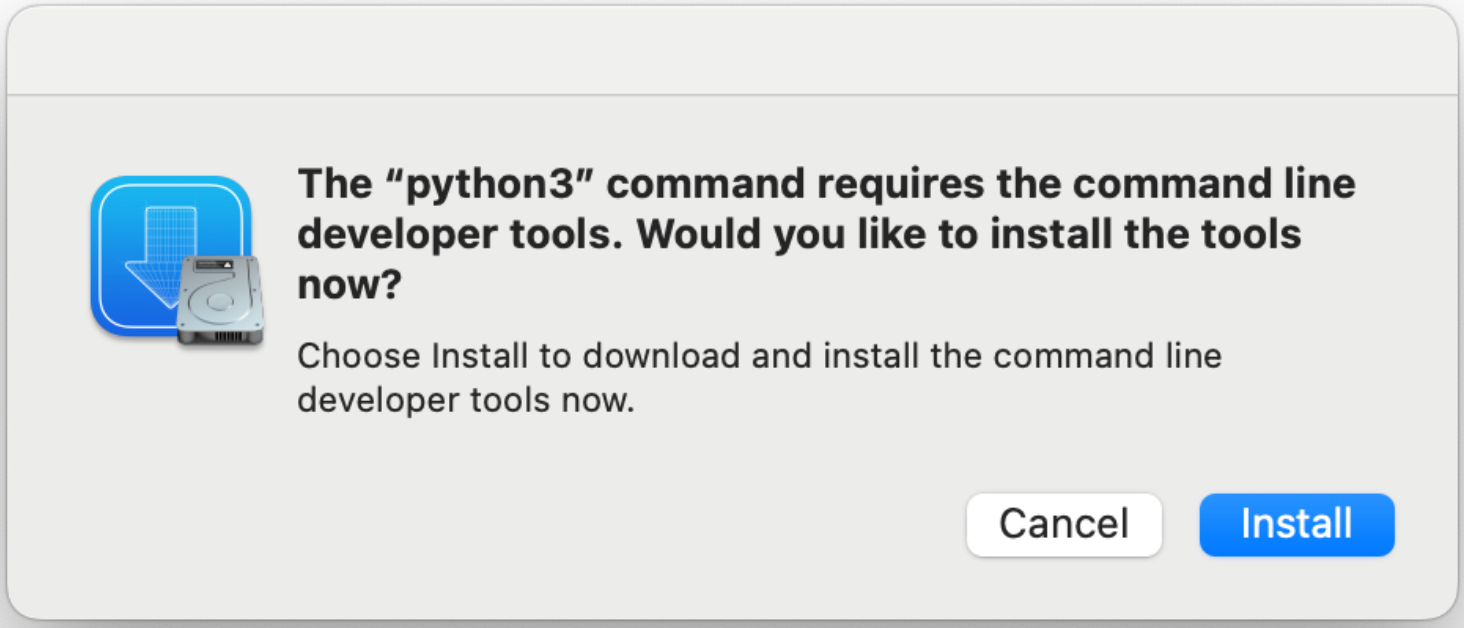 The “python3” command requires the command line
developer tools. Would you like to install the tools
now?
Choose Install to download and install the command line
developer tools now.
Cancel
Install